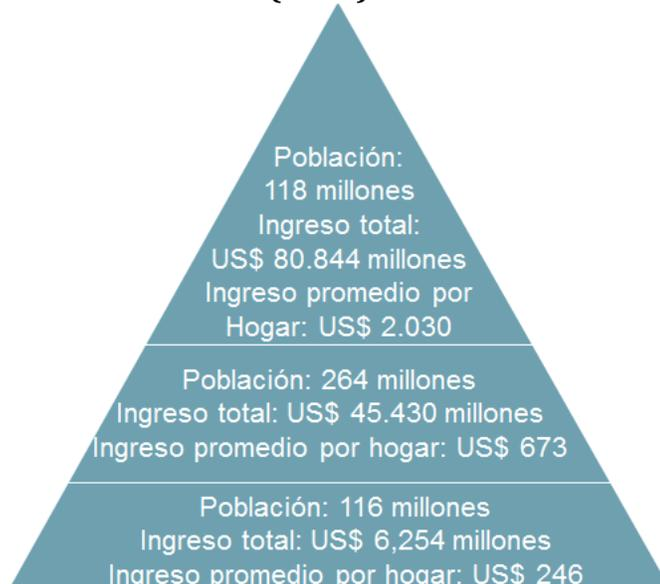 Población:
118 millones
Ingreso total:
US$ 80.844 millones
Ingreso promedio por
Hogar: US$ 2.030
Población: 264 millones
Ingreso total: US$ 45.430 millones
Ingreso promedio por hogar: US$ 673
Población: 116 millones
Ingreso total: US$ 6,254 millones
Ingreso promedio por hogar: US$ 246